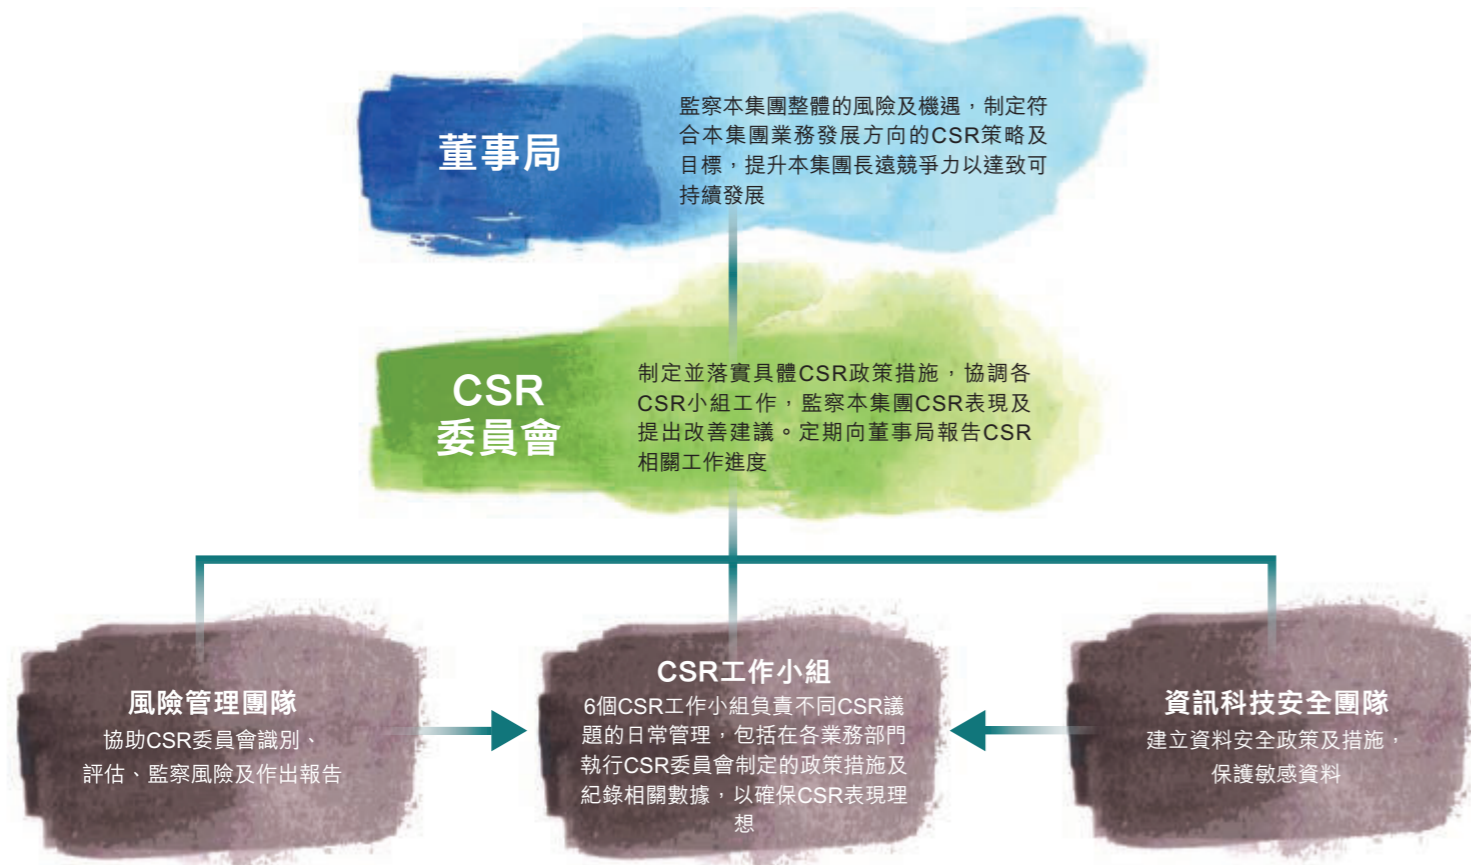 董事局
監察本集團整體的風險及機遇，制定符
合本集團業務發展方向的CSR策略及
目標，提升本集團長遠競爭力以達致可
持續發展
CSR
委員會
制定並落實具體CSR政策措施，協調各
CSR小組工作，監察本集團CSR表現及
提出改善建議。定期向董事局報告CSR
相關工作進度
風險管理團隊
協助CSR委員會識別、
評估、監察風險及作出報告
CSR工作小組
6個CSR工作小組負責不同CSR議
題的日常管理，包括在各業務部門
執行CSR委員會制定的政策措施及
紀錄相關數據，以確保CSR表現理
想
資訊科技安全團隊
建立資料安全政策及措施，
保護敏感資料